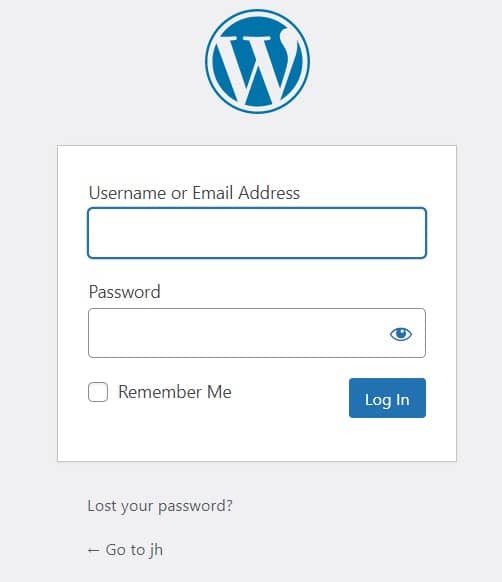 W
Username or Email Address
Password
Remember Me
Log In
Lost your password?
← Go to jh